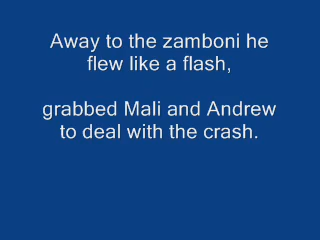 Away to the zamboni he
flew like a flash,
grabbed Mali and Andrew
to deal with the crash.